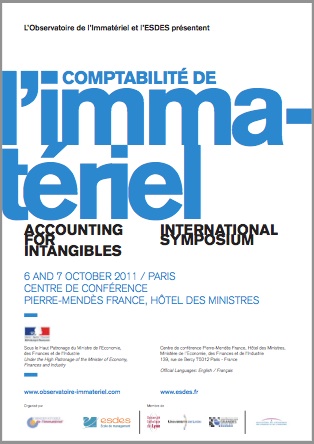 L'Observatoire de l'Immatériel et l'ESDES présentent
COMPTABILITÉ DE
l'imma-
tériel
ACCOUNTING
FOR
INTANGIBLES
INTERNATIONAL
SYMPOSIUM
6 AND 7 OCTOBER 2011 / PARIS
CENTRE DE CONFÉRENCE
PIERRE-MENDÈS FRANCE, HÔTEL DES MINISTRES
Sous le Haut Patronage du Ministre de l'Economie,
des Finances et de l'Industrie
Under the High Patronage of the Minister of Economy,
Finances and Industry
Centre de conférence Pierre-Mendès France, Hôtel des Ministres,
Ministère de l'Economie, des Finances et de l'Industrie
139, rue de Bercy 75012 Paris - France
Official Languages: English / Français
www.observatoire-immateriel.com
www.esdes.fr
esdes